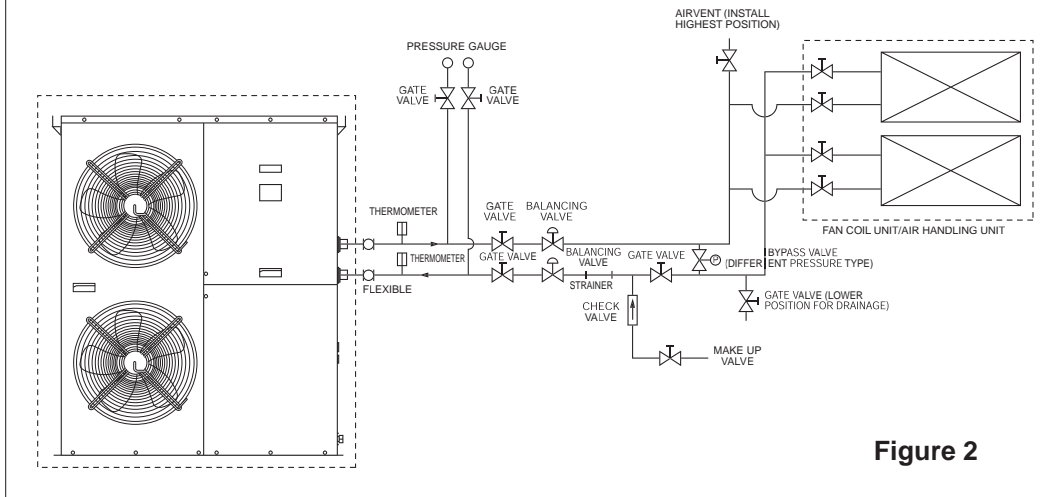 AIRVENT (INSTALL
HIGHEST POSITION)
PRESSURE GAUGE
GATE
VALVE
GATE
VALVE
THERMOMETER
GATE
VALVE
BALANCING
VALVE
FAN COIL UNIT/AIR HANDLING UNIT
THERMOMETER
GATE VALVE
BALANCING
VALVE
GATE VALVE
P
BYPASS VALVE
(DIFFERENT PRESSURE TYPE)
FLEXIBLE
STRAINER
CHECK
VALVE
GATE VALVE (LOWER
POSITION FOR DRAINAGE)
MAKE UP
VALVE
Figure 2